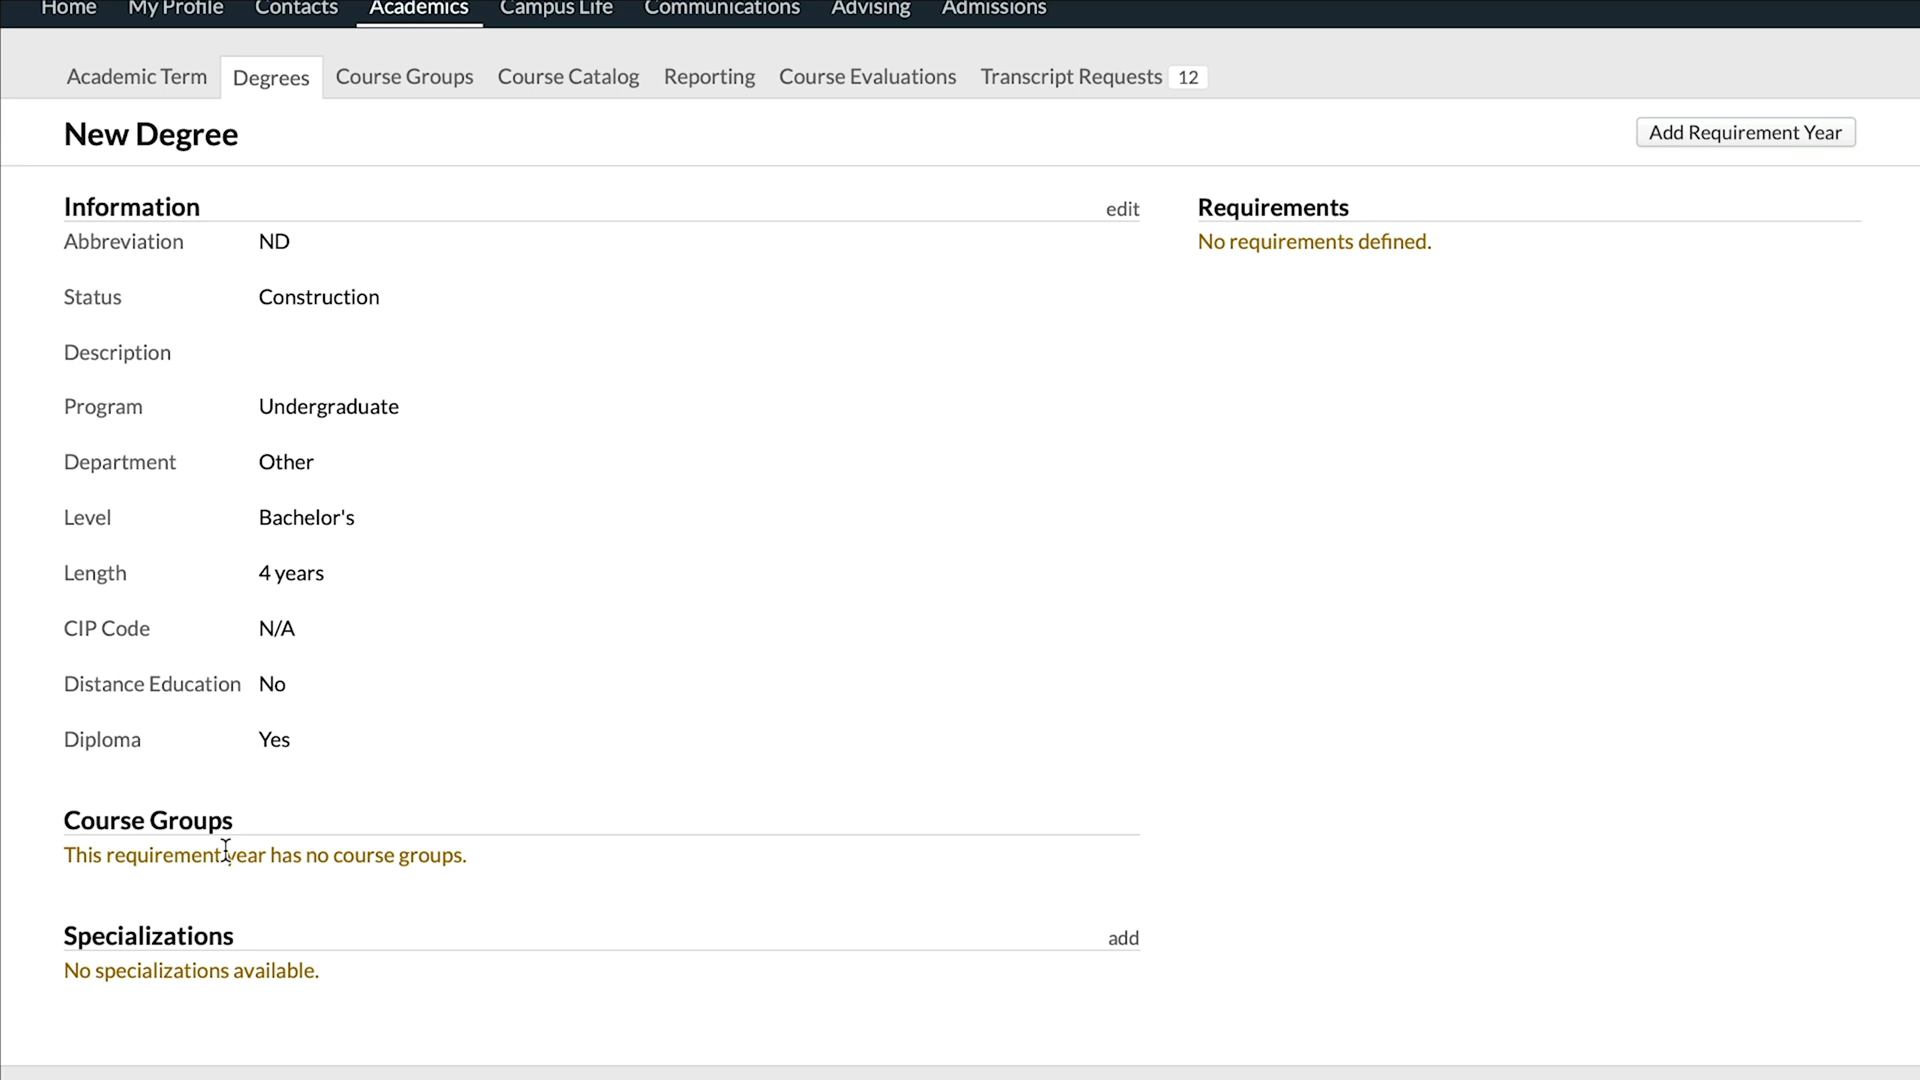 Home My Profile Contacts Academics Campus Life Communications Advising Admissions
Academic Term Degrees Course Groups Course Catalog Reporting Course Evaluations Transcript Requests 12
New Degree
Add Requirement Year
Information edit
Abbreviation ND
Status Construction
Description
Program Undergraduate
Department Other
Level Bachelor's
Length 4 years
CIP Code N/A
Distance Education No
Diploma Yes
Course Groups
This requirement year has no course groups.
Specializations add
No specializations available.
Requirements
No requirements defined.